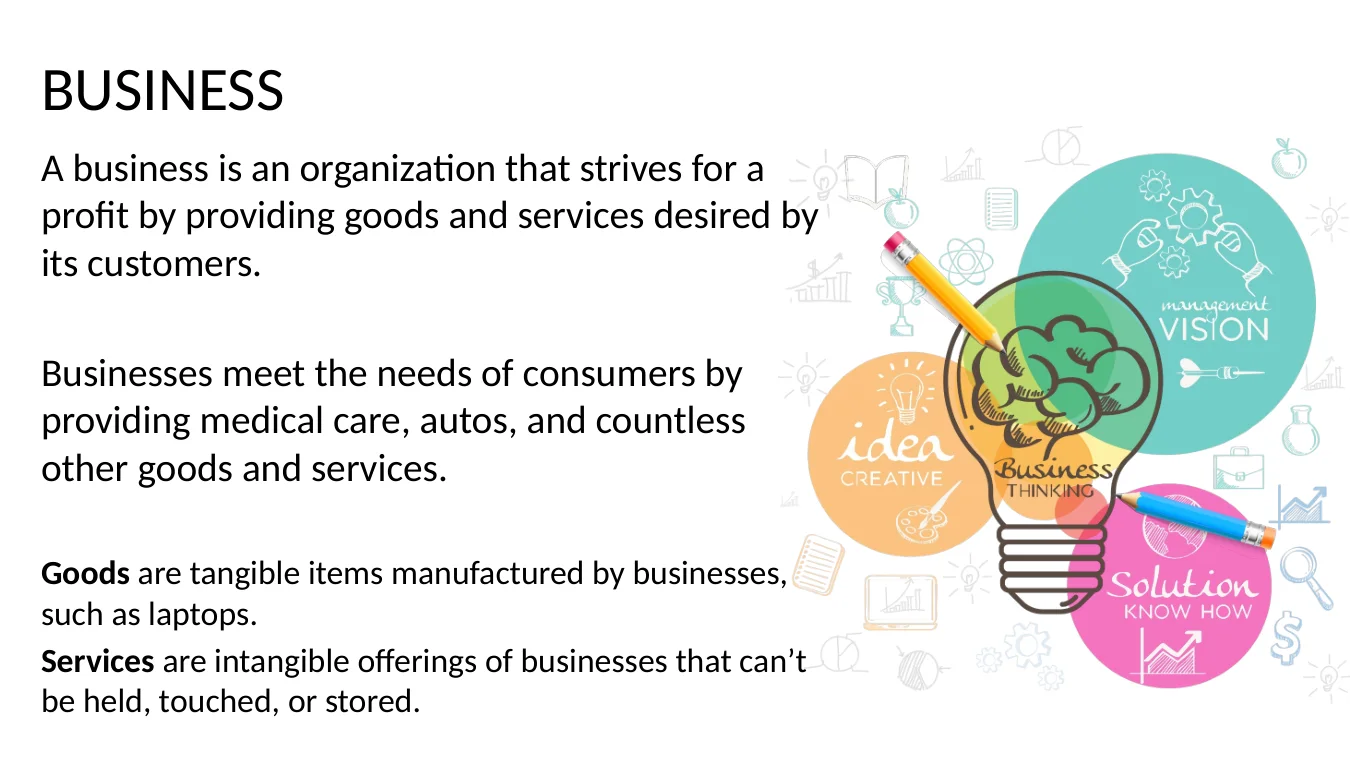 BUSINESS
A business is an organization that strives for a
profit by providing goods and services desired by
its customers.
Businesses meet the needs of consumers by
providing medical care, autos, and countless
other goods and services.
Goods are tangible items manufactured by businesses,
such as laptops.
Services are intangible offerings of businesses that can’t
be held, touched, or stored.
management
VISION
idea
CREATIVE
Business
THINKING
Solution
KNOW HOW
$